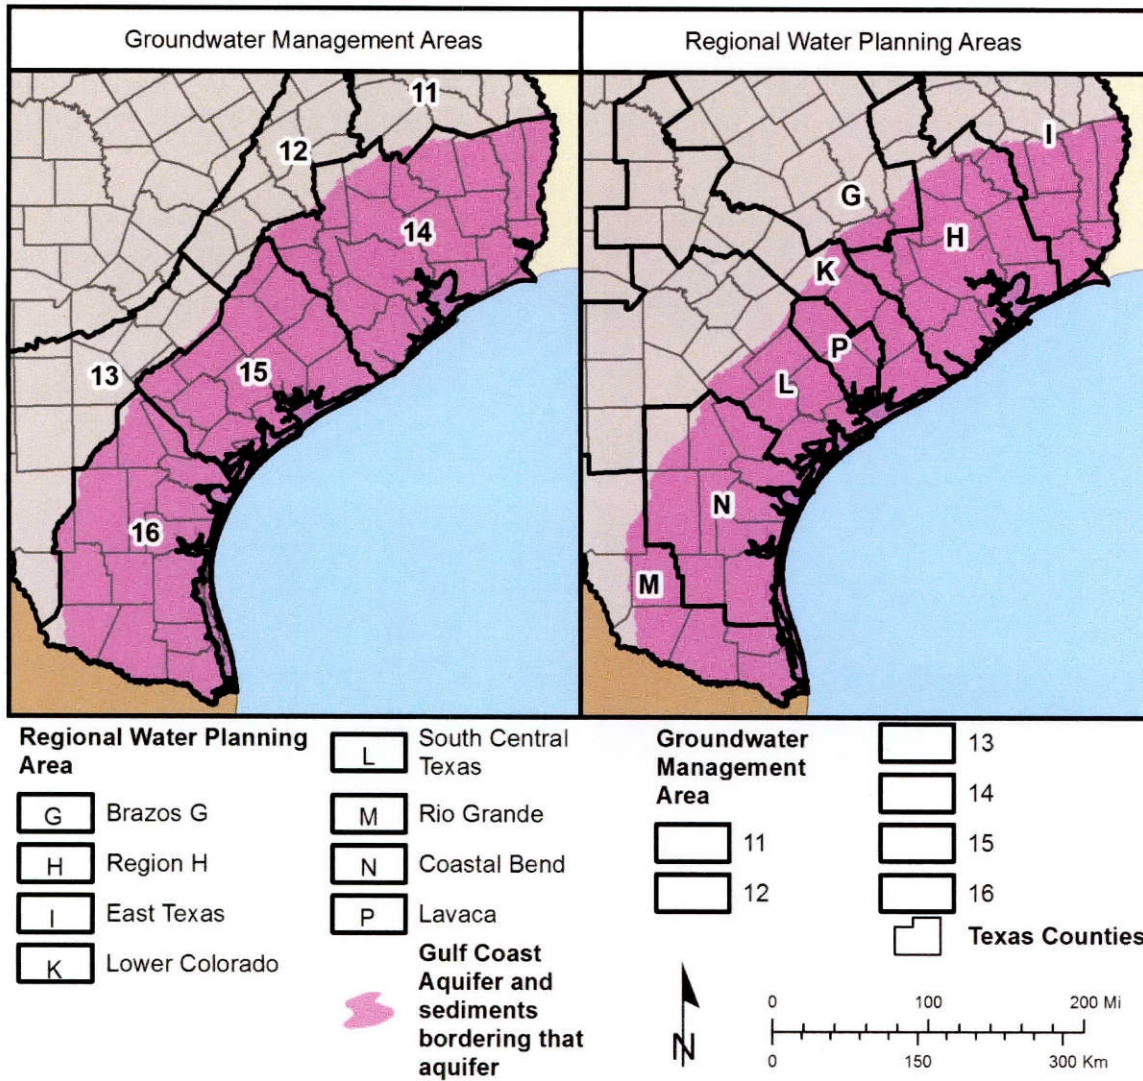 Groundwater Management Areas
Regional Water Planning Areas
11
12
14
13
15
16
I
G
H
K
P
L
N
M
Regional Water Planning
Area
G Brazos G
H Region H
I East Texas
K Lower Colorado
L South Central
Texas
M Rio Grande
N Coastal Bend
P Lavaca
Gulf Coast
Aquifer and
sediments
bordering that
aquifer
Groundwater
Management
Area
11
12
13
14
15
16
Texas Counties
N
0 100 200 Mi
0 150 300 Km